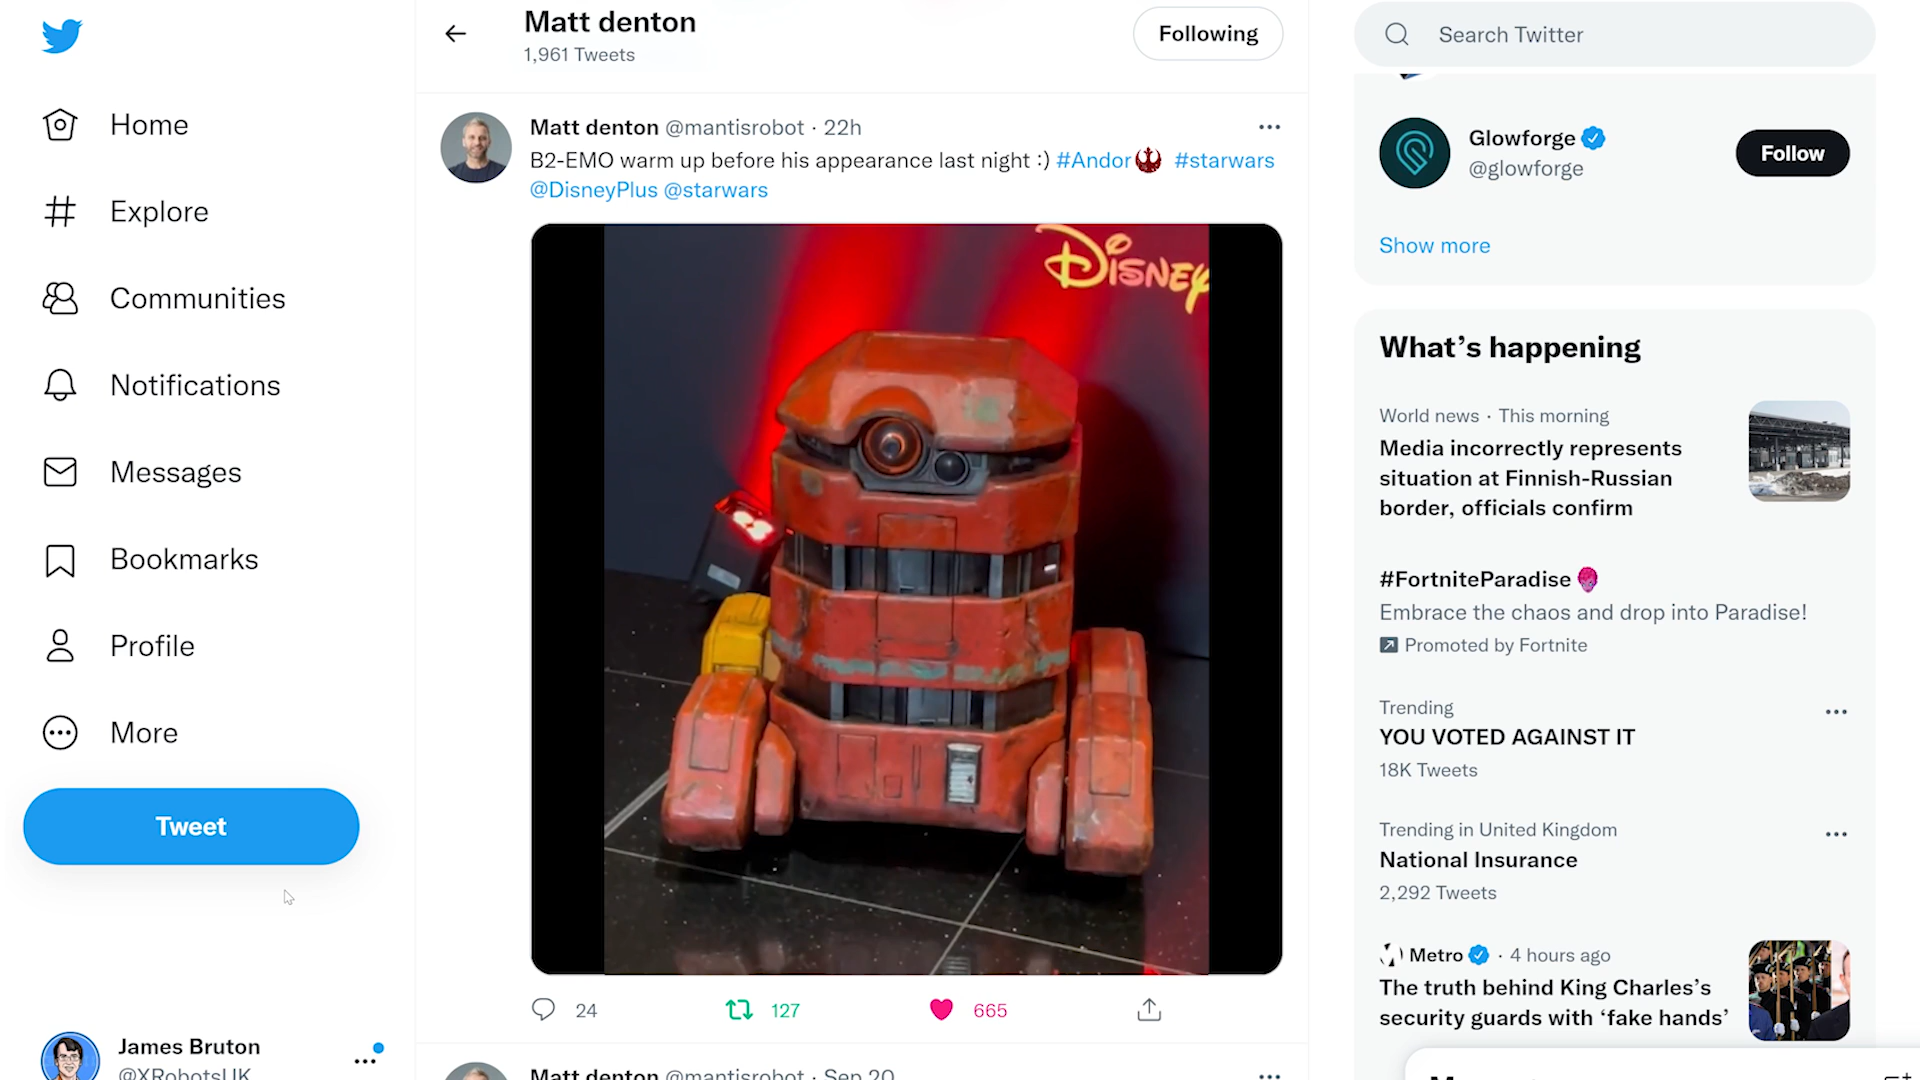 Home
Explore
Communities
Notifications
Messages
Bookmarks
Profile
More
Tweet
James Bruton
@XRobotsUK
Matt denton
1,961 Tweets
Following
Matt denton @mantisrobot · 22h
B2-EMO warm up before his appearance last night :) #Andor #starwars
@DisneyPlus @starwars
Disney
24
127
665
Matt denton @mantisrobot · Sep 20
Search Twitter
Glowforge
@glowforge
Follow
Show more
What’s happening
World news · This morning
Media incorrectly represents
situation at Finnish-Russian
border, officials confirm
#FortniteParadise
Embrace the chaos and drop into Paradise!
Promoted by Fortnite
Trending
YOU VOTED AGAINST IT
18K Tweets
Trending in United Kingdom
National Insurance
2,292 Tweets
Metro · 4 hours ago
The truth behind King Charles’s
security guards with ‘fake hands’